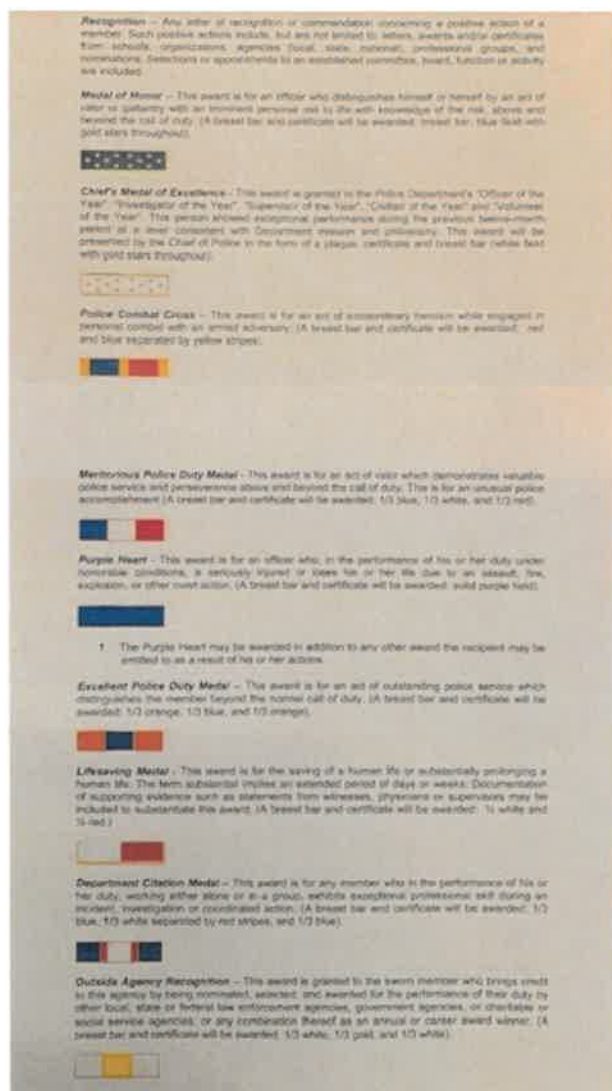 Recognition – Any letter of recognition or commendation concerning a positive action of a
member. Such positive actions include, but are not limited to: letters, awards and/or certificates
from schools, organizations, agencies (local, state, national), professional groups, and
nominations. Selections or appointments to an established committee, board, function or activity
are included.
Medal of Honor – This award is for an officer who distinguishes himself or herself by an act of
valor or gallantry with an imminent personal risk to life with knowledge of the risk, above and
beyond the call of duty. (A breast bar and certificate will be awarded: breast bar, blue field with
gold stars throughout).
Chief's Medal of Excellence - This award is granted to the Police Department's "Officer of the
Year", "Investigator of the Year", "Supervisor of the Year", "Civilian of the Year" and "Volunteer
of the Year". This person showed exceptional performance during the previous twelve-month
period at a level consistent with Department mission and philosophy. This award will be
presented by the Chief of Police in the form of a plaque, certificate and breast bar (white field
with gold stars throughout).
Police Combat Cross – This award is for an act of extraordinary heroism while engaged in
personal combat with an armed adversary. (A breast bar and certificate will be awarded: red
and blue separated by yellow stripes).
Meritorious Police Duty Medal - This award is for an act of valor which demonstrates valuable
police service and perseverance above and beyond the call of duty. This is for an unusual police
accomplishment (A breast bar and certificate will be awarded: 1/3 blue, 1/3 white, and 1/3 red).
Purple Heart - This award is for an officer who, in the performance of his or her duty under
honorable conditions, is seriously injured or loses his or her life due to an assault, fire,
explosion, or other overt action. (A breast bar and certificate will be awarded: solid purple field).
1. The Purple Heart may be awarded in addition to any other award the recipient may be
entitled to as a result of his or her actions.
Excellent Police Duty Medal – This award is for an act of outstanding police service which
distinguishes the member beyond the normal call of duty. (A breast bar and certificate will be
awarded: 1/3 orange, 1/3 blue, and 1/3 orange).
Lifesaving Medal - This award is for the saving of a human life or substantially prolonging a
human life. The term substantial implies an extended period of days or weeks. Documentation
of supporting evidence such as statements from witnesses, physicians or supervisors may be
included to substantiate this award. (A breast bar and certificate will be awarded: ½ white and
½ red.)
Department Citation Medal – This award is for any member who in the performance of his or
her duty, working either alone or in a group, exhibits exceptional professional skill during an
incident, investigation or coordinated action. (A breast bar and certificate will be awarded: 1/3
blue, 1/3 white separated by red stripes, and 1/3 blue).
Outside Agency Recognition – This award is granted to the sworn member who brings credit
to this agency by being nominated, selected, and awarded for the performance of their duty by
other local, state or federal law enforcement agencies, government agencies, or charitable or
social service agencies, or any combination thereof as an annual or career award winner. (A
breast bar and certificate will be awarded: 1/3 white, 1/3 gold, and 1/3 white).